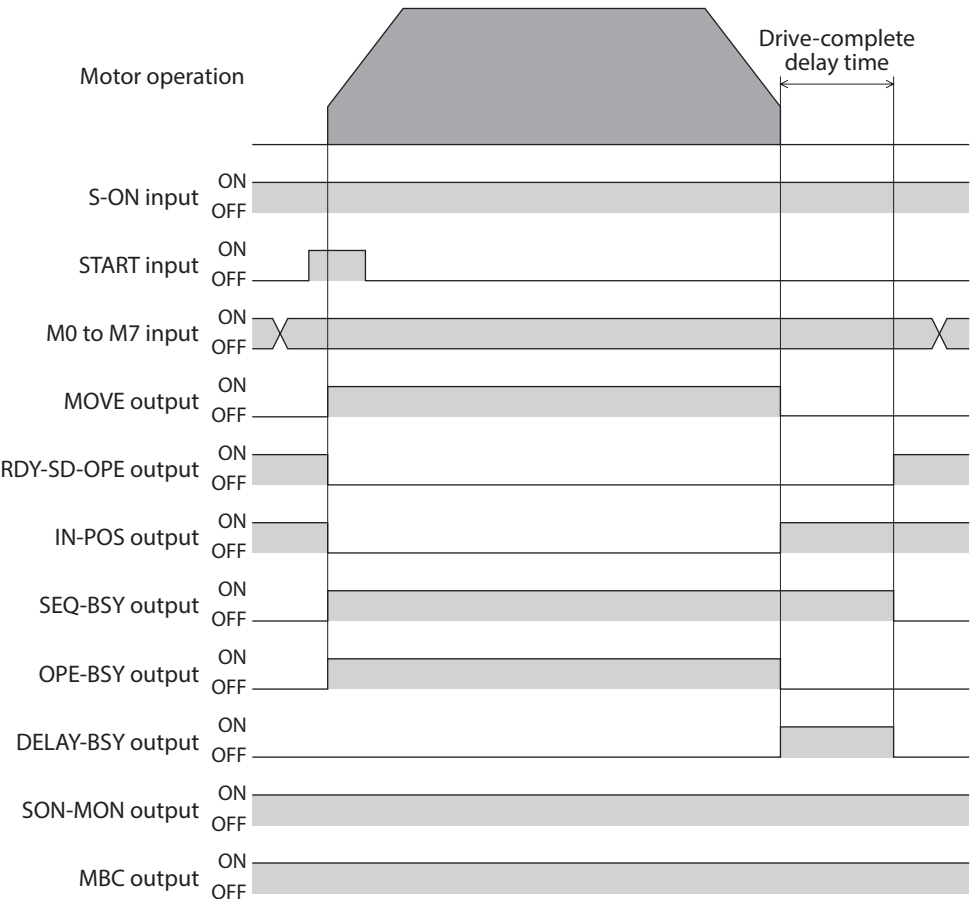 Drive-complete
delay time
Motor operation
S-ON input
ON
OFF
START input
ON
OFF
M0 to M7 input
ON
OFF
MOVE output
ON
OFF
RDY-SD-OPE output
ON
OFF
IN-POS output
ON
OFF
SEQ-BSY output
ON
OFF
OPE-BSY output
ON
OFF
DELAY-BSY output
ON
OFF
SON-MON output
ON
OFF
MBC output
ON
OFF